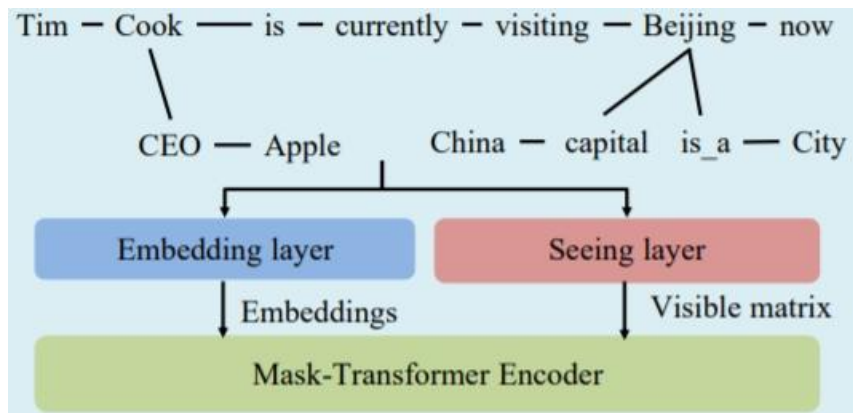 Tim — Cook — is — currently — visiting — Beijing — now
CEO — Apple China — capital is_a — City
Embedding layer Seeing layer
Embeddings Visible matrix
Mask-Transformer Encoder